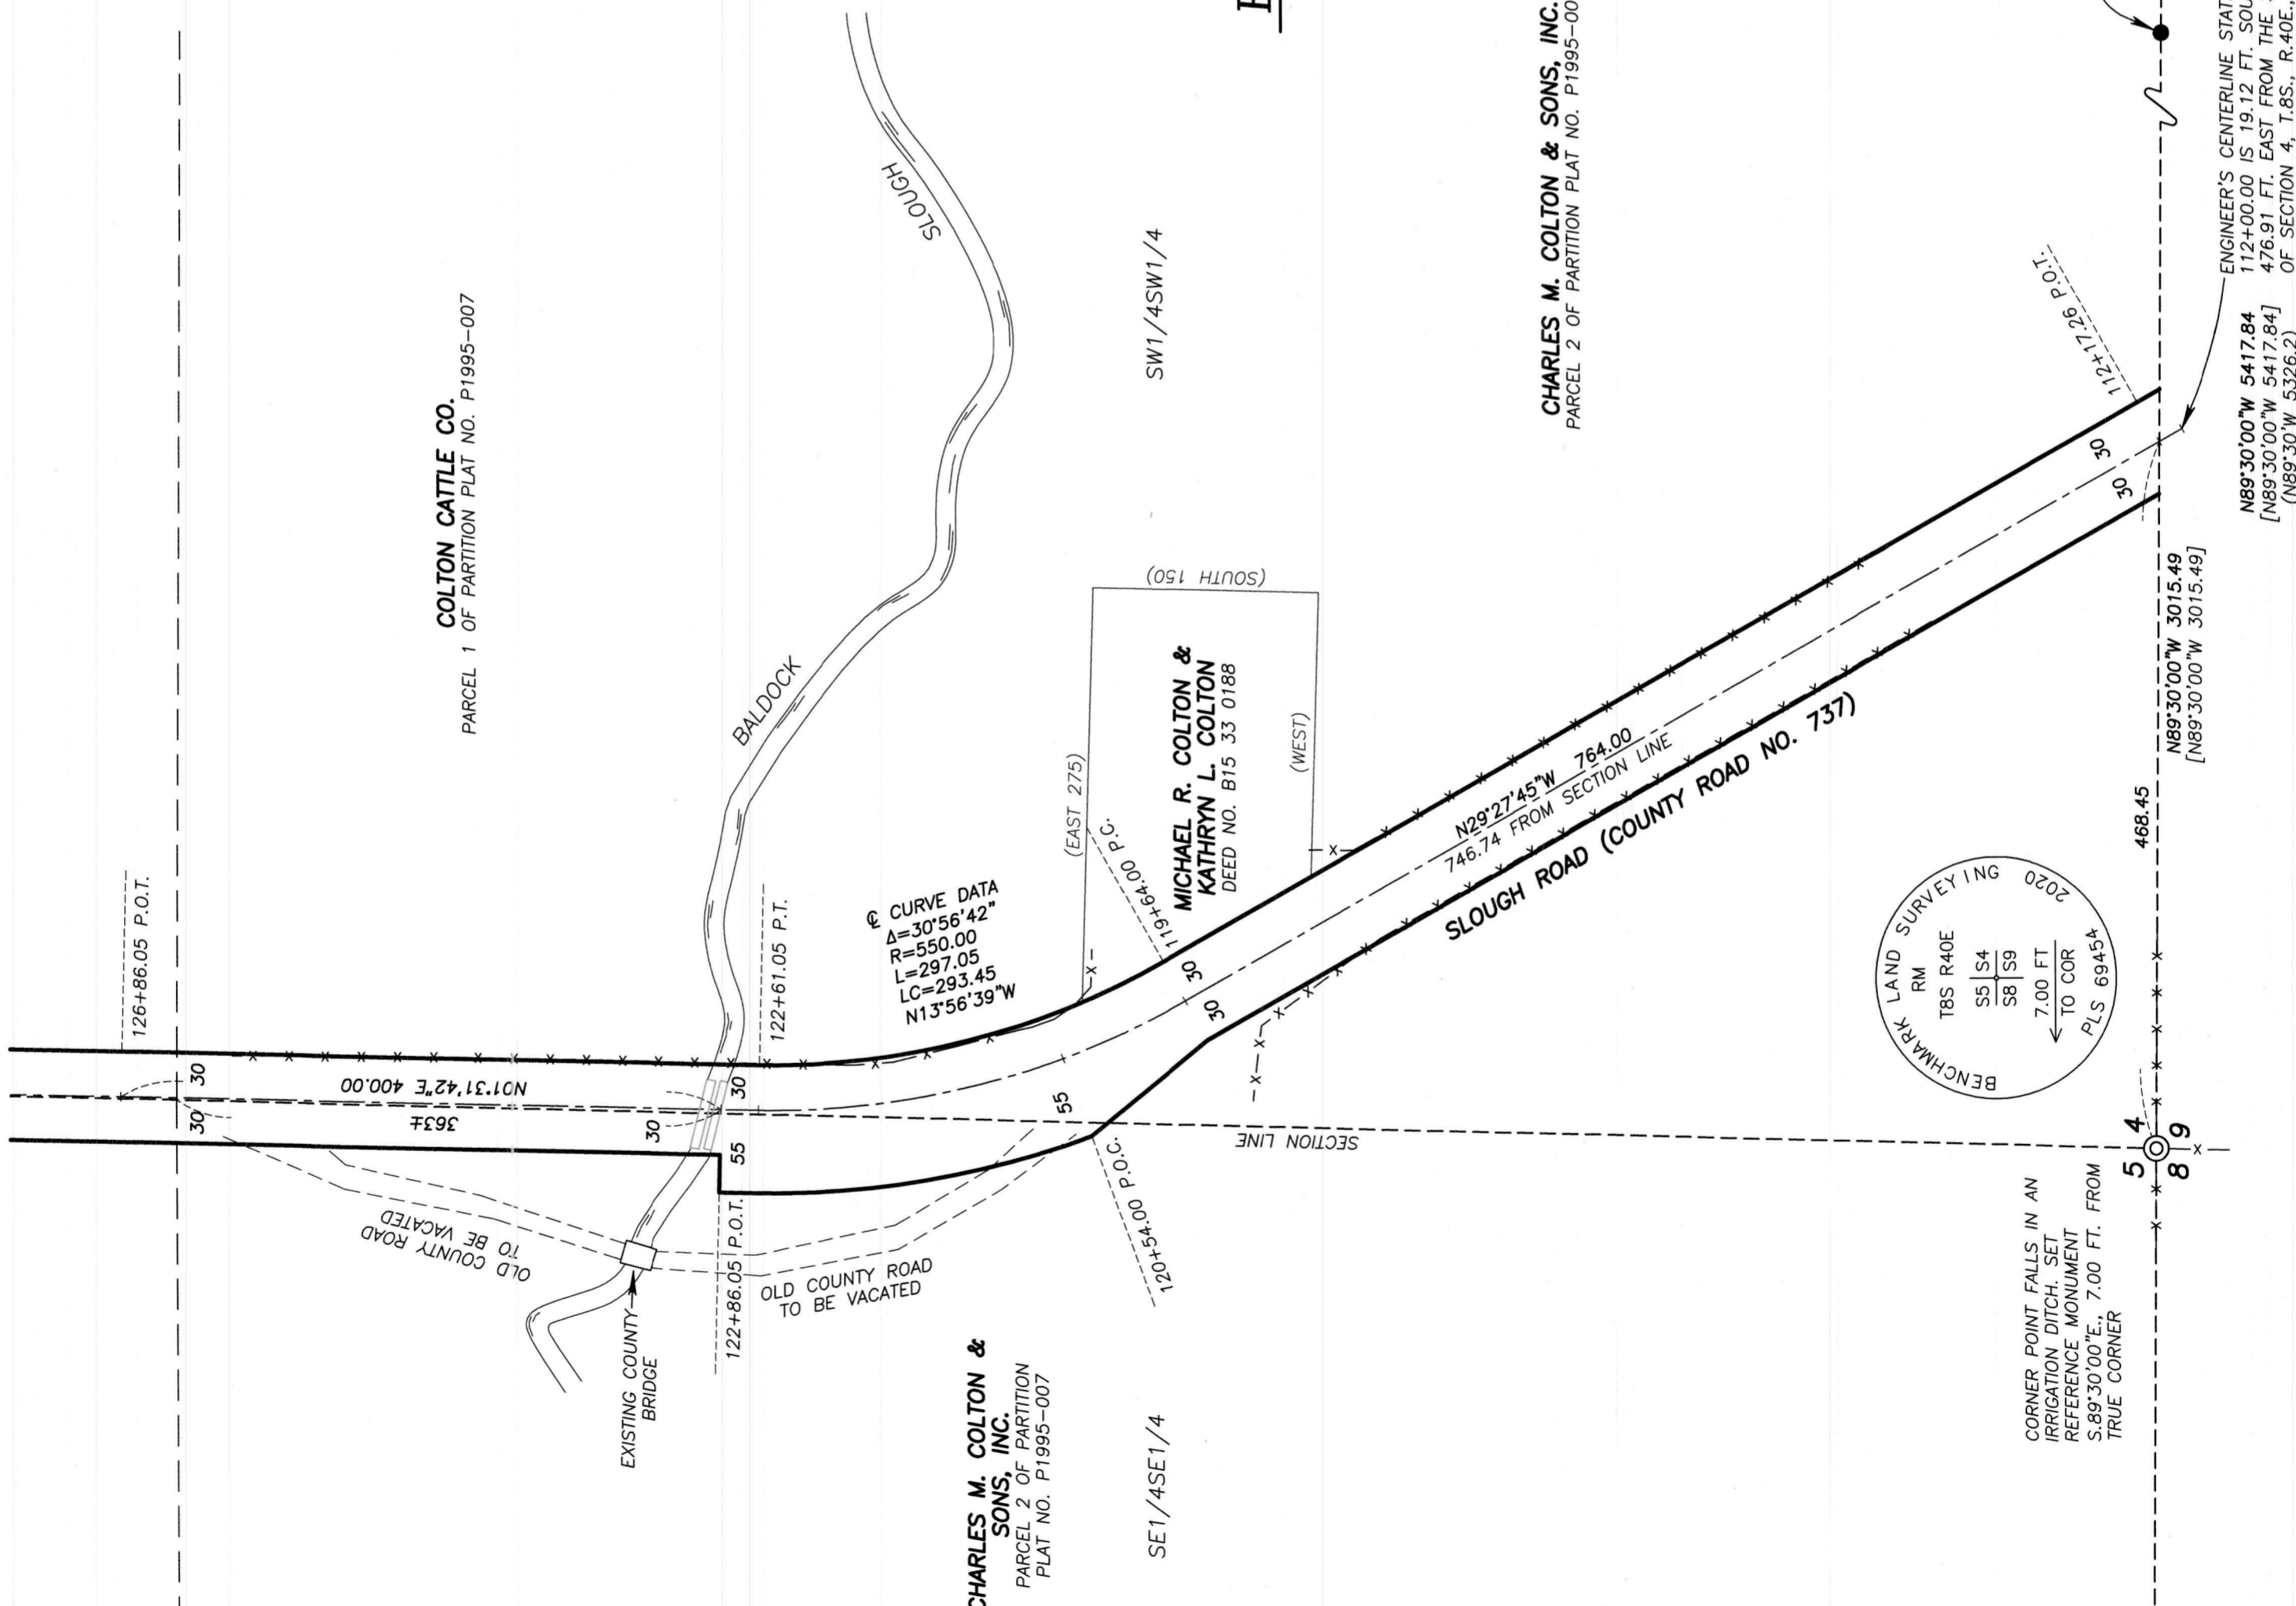 COLTON CATTLE CO.
PARCEL 1 OF PARTITION PLAT NO. P1995-007
126+86.05 P.O.T.
30
30
N01°31'42"E 400.00
363±
30
30
55
BALDOCK
SLOUGH
122+61.05 P.T.
℄ CURVE DATA
Δ=30°56'42"
R=550.00
L=297.05
LC=293.45
N13°56'39"W
OLD COUNTY ROAD
TO BE VACATED
EXISTING COUNTY
BRIDGE
122+86.05 P.O.T.
OLD COUNTY ROAD
TO BE VACATED
120+54.00 P.O.C.
55
SECTION LINE
CHARLES M. COLTON &
SONS, INC.
PARCEL 2 OF PARTITION
PLAT NO. P1995-007
SE1/4SE1/4
SW1/4SW1/4
(EAST 275)
(SOUTH 150)
(WEST)
119+64.00 P.C.
MICHAEL R. COLTON &
KATHRYN L. COLTON
DEED NO. B15 33 0188
30
30
N29°27'45"W 764.00
746.74 FROM SECTION LINE
SLOUGH ROAD (COUNTY ROAD NO. 737)
CHARLES M. COLTON & SONS, INC.
PARCEL 2 OF PARTITION PLAT NO. P1995-00
112+17.26 P.O.T.
30
30
BENCHMARK LAND SURVEYING 2020
RM
T8S R40E
S5 S4
S8 S9
7.00 FT
TO COR
PLS 69454
CORNER POINT FALLS IN AN
IRRIGATION DITCH. SET
REFERENCE MONUMENT
S.89°30'00"E., 7.00 FT. FROM
TRUE CORNER
5 4
8 9
468.45
N89°30'00"W 3015.49
[N89°30'00"W 3015.49]
N89°30'00"W 5417.84
[N89°30'00"W 5417.84]
(N89°30'W 5326.2)
ENGINEER'S CENTERLINE STAT
112+00.00 IS 19.12 FT. SOU
476.91 FT. EAST FROM THE
OF SECTION 4, T.8S., R.40E.,